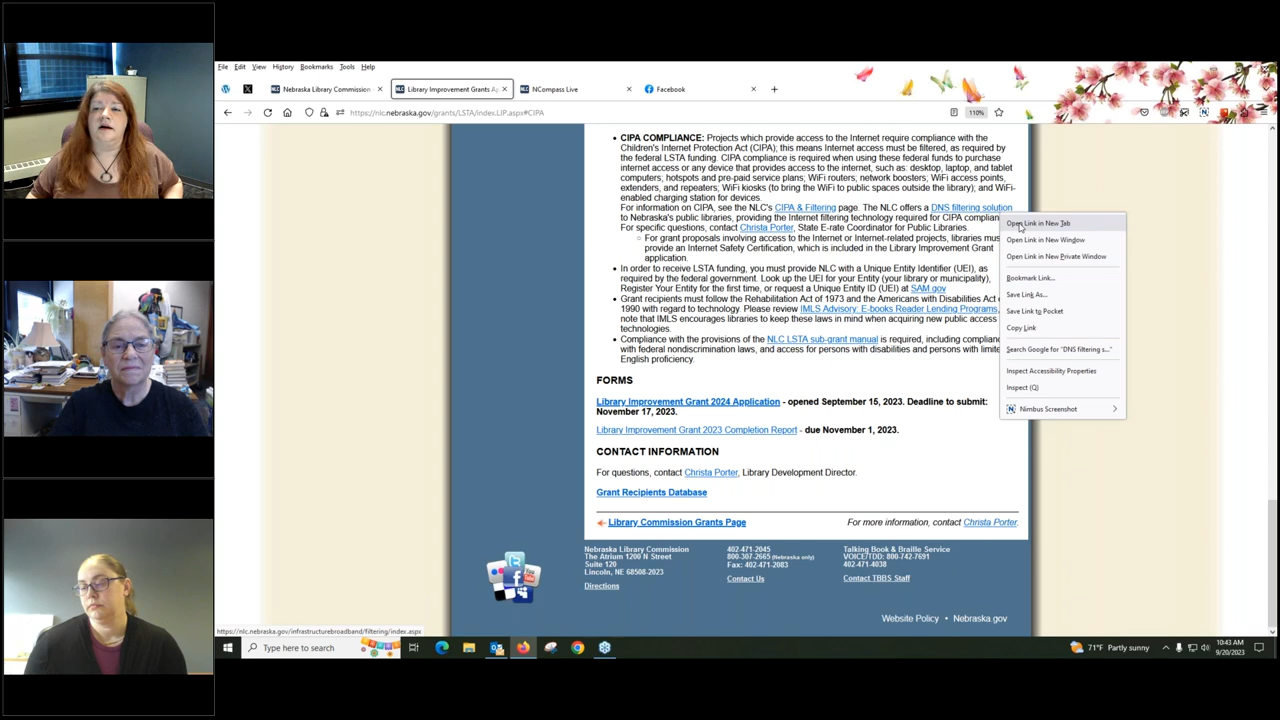 File Edit View History Bookmarks Tools Help
Nebraska Library Commission - Library Improvement Grants Ap NCompass Live Facebook
https://nlc.nebraska.gov/grants/LSTA/index.LIP.aspx#CIPA 110%
CIPA COMPLIANCE: Projects which provide access to the Internet require compliance with the
Children's Internet Protection Act (CIPA); this means Internet access must be filtered, as required by
the federal LSTA funding. CIPA compliance is required when using these federal funds to purchase
internet access or any device that provides access to the internet, such as: desktop, laptop, and tablet
computers; hotspots and pre-paid service plans; WiFi routers; network boosters; WiFi access points,
extenders, and repeaters; WiFi kiosks (to bring the WiFi to public spaces outside the library); and WiFi-
enabled charging station for devices.
For information on CIPA, see the NLC's CIPA & Filtering page. The NLC offers a DNS filtering solution
to Nebraska's public libraries, providing the Internet filtering technology required for CIPA complian
For specific questions, contact Christa Porter, State E-rate Coordinator for Public Libraries.
For grant proposals involving access to the Internet or Internet-related projects, libraries mus
provide an Internet Safety Certification, which is included in the Library Improvement Grant
application.
In order to receive LSTA funding, you must provide NLC with a Unique Entity Identifier (UEI), as
required by the federal government. Look up the UEI for your Entity (your library or municipality),
Register Your Entity for the first time, or request a Unique Entity ID (UEI) at SAM.gov
Grant recipients must follow the Rehabilitation Act of 1973 and the Americans with Disabilities Act o
1990 with regard to technology. Please review IMLS Advisory: E-books Reader Lending Programs,
note that IMLS encourages libraries to keep these laws in mind when acquiring new public access
technologies.
Compliance with the provisions of the NLC LSTA sub-grant manual is required, including complianc
with federal nondiscrimination laws, and access for persons with disabilities and persons with limite
English proficiency.
Open Link in New Tab
Open Link in New Window
Open Link in New Private Window
Bookmark Link...
Save Link As...
Save Link to Pocket
Copy Link
Search Google for "DNS filtering s..."
Inspect Accessibility Properties
Inspect (Q)
Nimbus Screenshot
FORMS
Library Improvement Grant 2024 Application - opened September 15, 2023. Deadline to submit:
November 17, 2023.
Library Improvement Grant 2023 Completion Report - due November 1, 2023.
CONTACT INFORMATION
For questions, contact Christa Porter, Library Development Director.
Grant Recipients Database
Library Commission Grants Page For more information, contact Christa Porter.
Nebraska Library Commission 402-471-2045 Talking Book & Braille Service
The Atrium 1200 N Street 800-307-2665 (Nebraska only) VOICE/TDD: 800-742-7691
Suite 120 Fax: 402-471-2083 402-471-4038
Lincoln, NE 68508-2023
Contact Us Contact TBBS Staff
Directions
Website Policy • Nebraska.gov
https://nlc.nebraska.gov/infrastructurebroadband/filtering/index.aspx
Type here to search 71°F Partly sunny 10:43 AM
9/20/2023